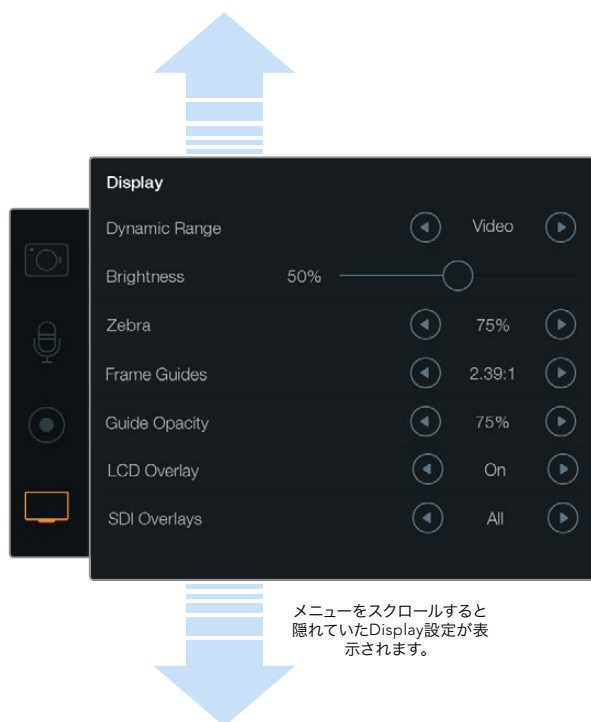 Display
Dynamic Range Video
Brightness 50%
Zebra 75%
Frame Guides 2.39:1
Guide Opacity 75%
LCD Overlay On
SDI Overlays All
メニューをスクロールすると
隠れていたDisplay設定が表
示されます。